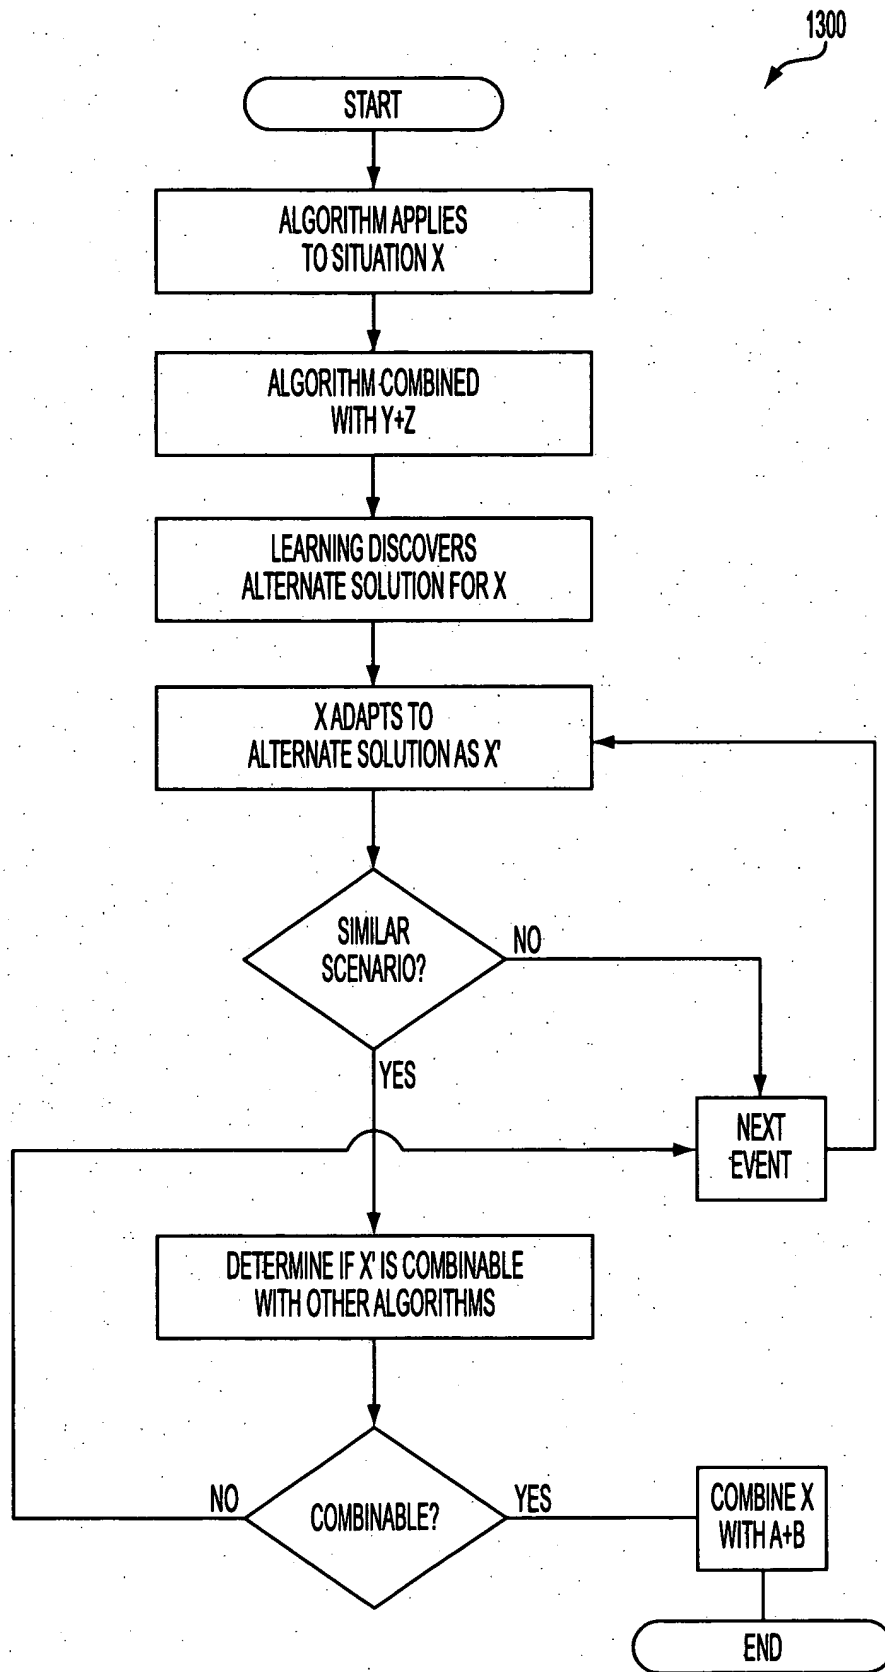 1300
START
ALGORITHM APPLIES
TO SITUATION X
ALGORITHM COMBINED
WITH Y+Z
LEARNING DISCOVERS
ALTERNATE SOLUTION FOR X
X ADAPTS TO
ALTERNATE SOLUTION AS X'
SIMILAR
SCENARIO?
NO
YES
NEXT
EVENT
DETERMINE IF X' IS COMBINABLE
WITH OTHER ALGORITHMS
NO
COMBINABLE?
YES
COMBINE X
WITH A+B
END